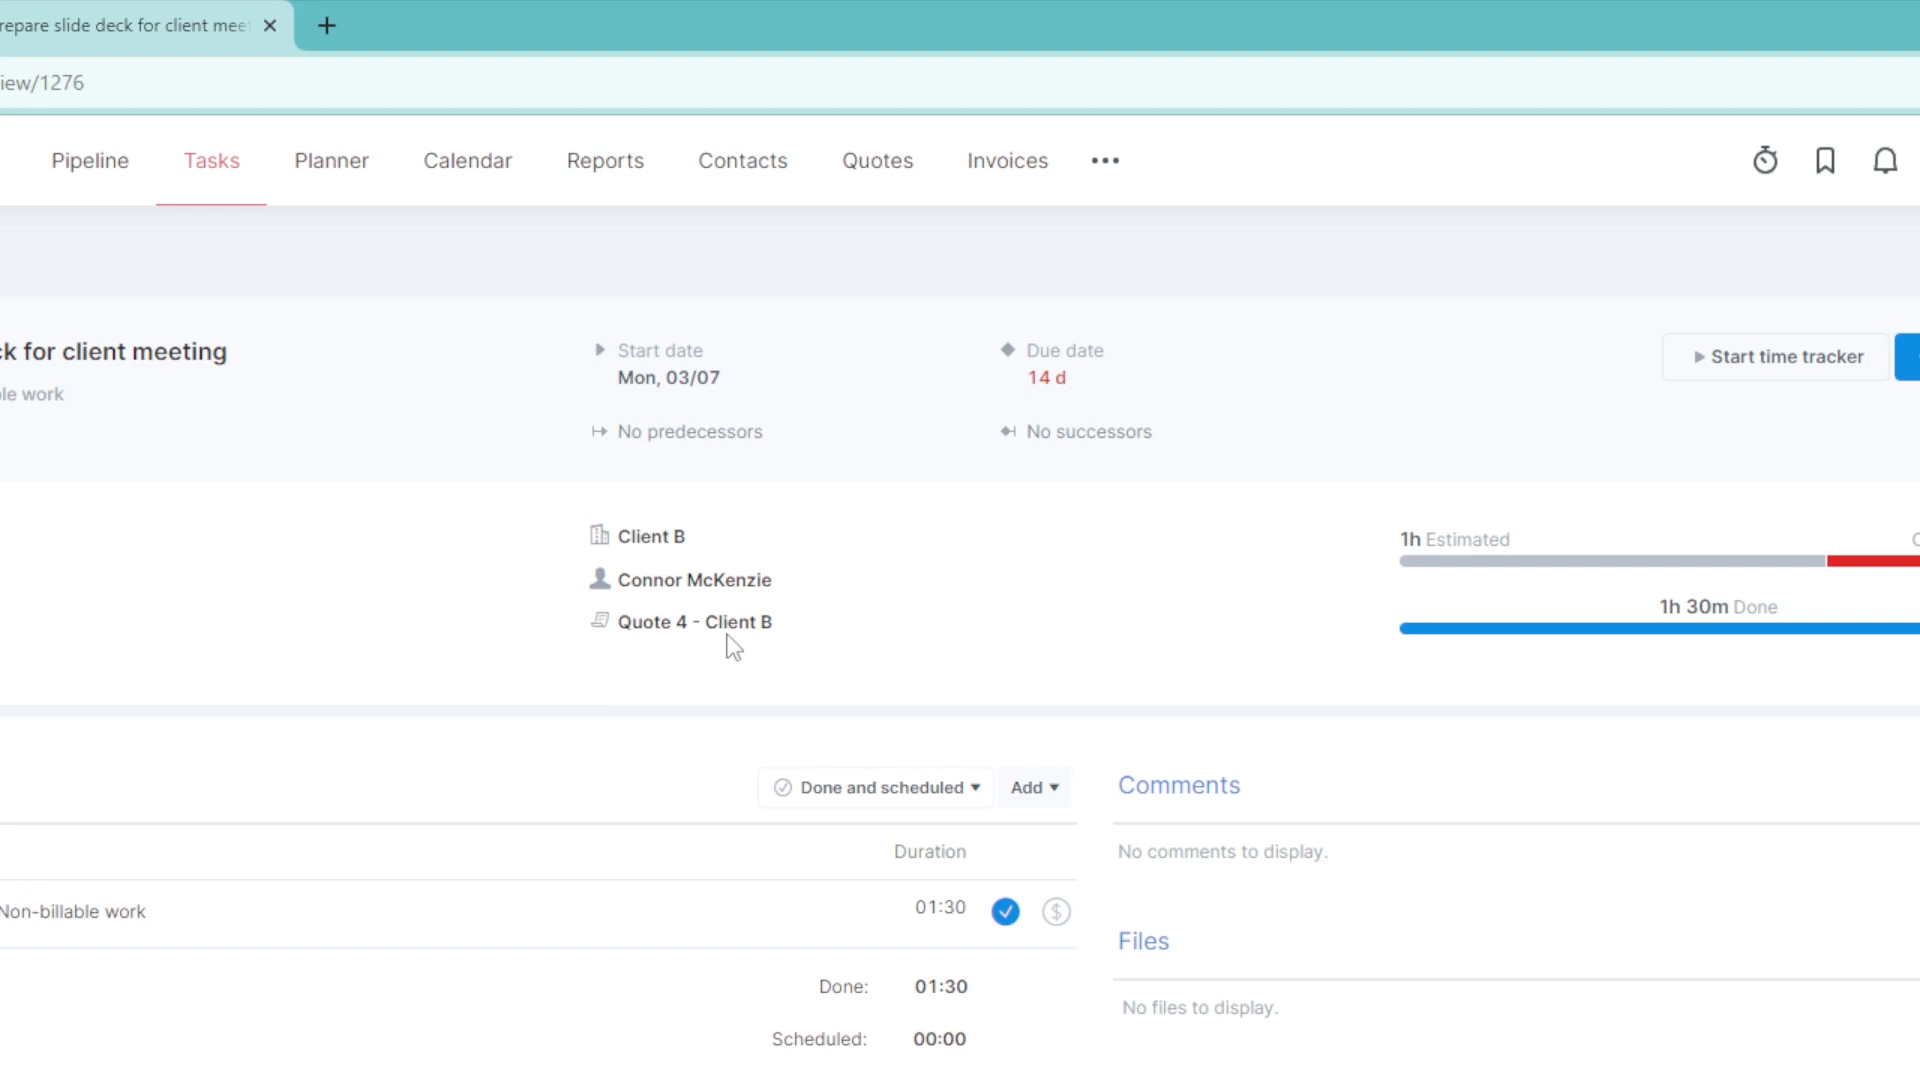 repare slide deck for client mee
iew/1276
Pipeline Tasks Planner Calendar Reports Contacts Quotes Invoices
ck for client meeting
ble work
Start date
Mon, 03/07
Due date
14 d
Start time tracker
No predecessors
No successors
Client B
Connor McKenzie
Quote 4 - Client B
1h Estimated
1h 30m Done
Done and scheduled
Add
Duration
Non-billable work
01:30
$
Done: 01:30
Scheduled: 00:00
Comments
No comments to display.
Files
No files to display.